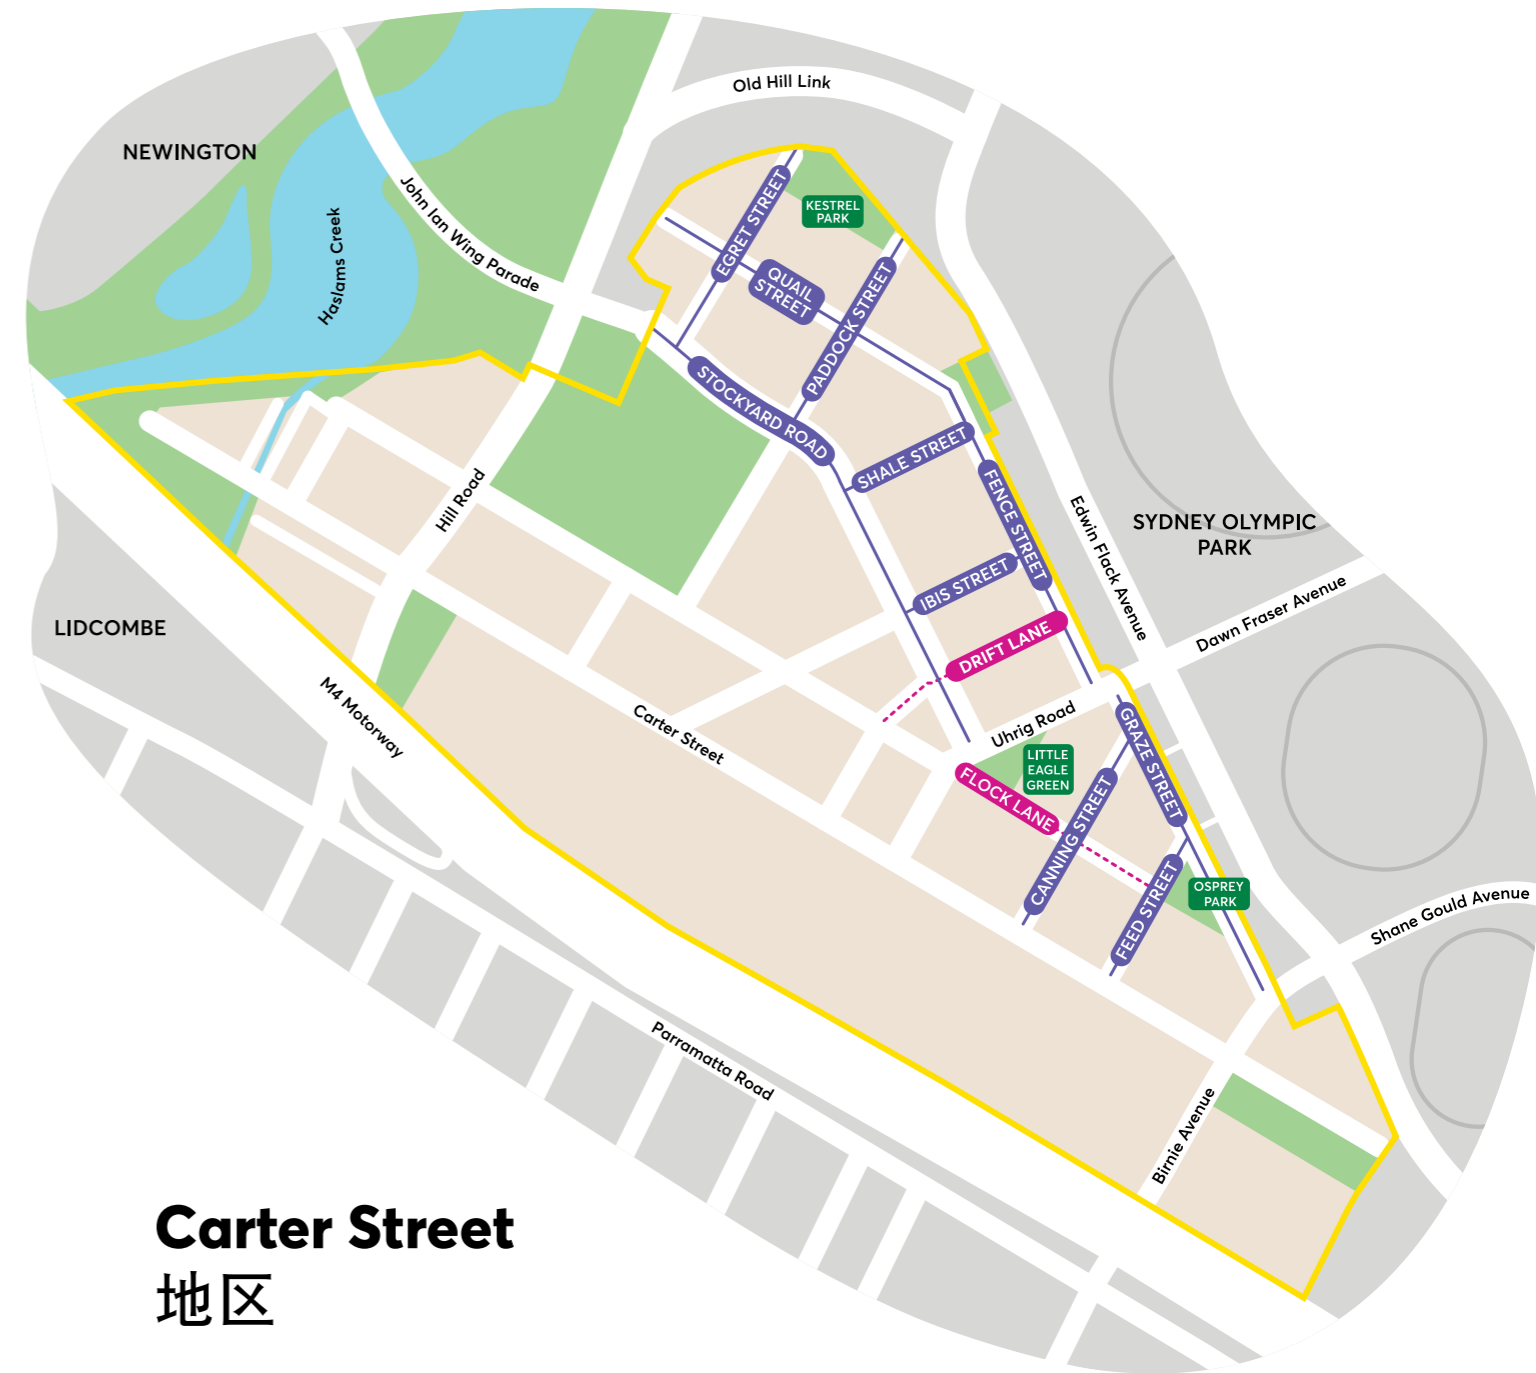 Old Hill Link
NEWINGTON
John Ian Wing Parade
Haslams Creek
EGRET STREET
KESTREL
PARK
QUAIL
STREET
PADDOCK STREET
STOCKYARD ROAD
SHALE STREET
FENCE STREET
Hill Road
Edwin Flack Avenue
SYDNEY OLYMPIC
PARK
IBIS STREET
Dawn Fraser Avenue
LIDCOMBE
DRIFT LANE
M4 Motorway
Carter Street
Uhrig Road
GRAZE STREET
LITTLE
EAGLE
GREEN
FLOCK LANE
CANNING STREET
FEED STREET
OSPREY
PARK
Shane Gould Avenue
Parramatta Road
Birnie Avenue
Carter Street
地区